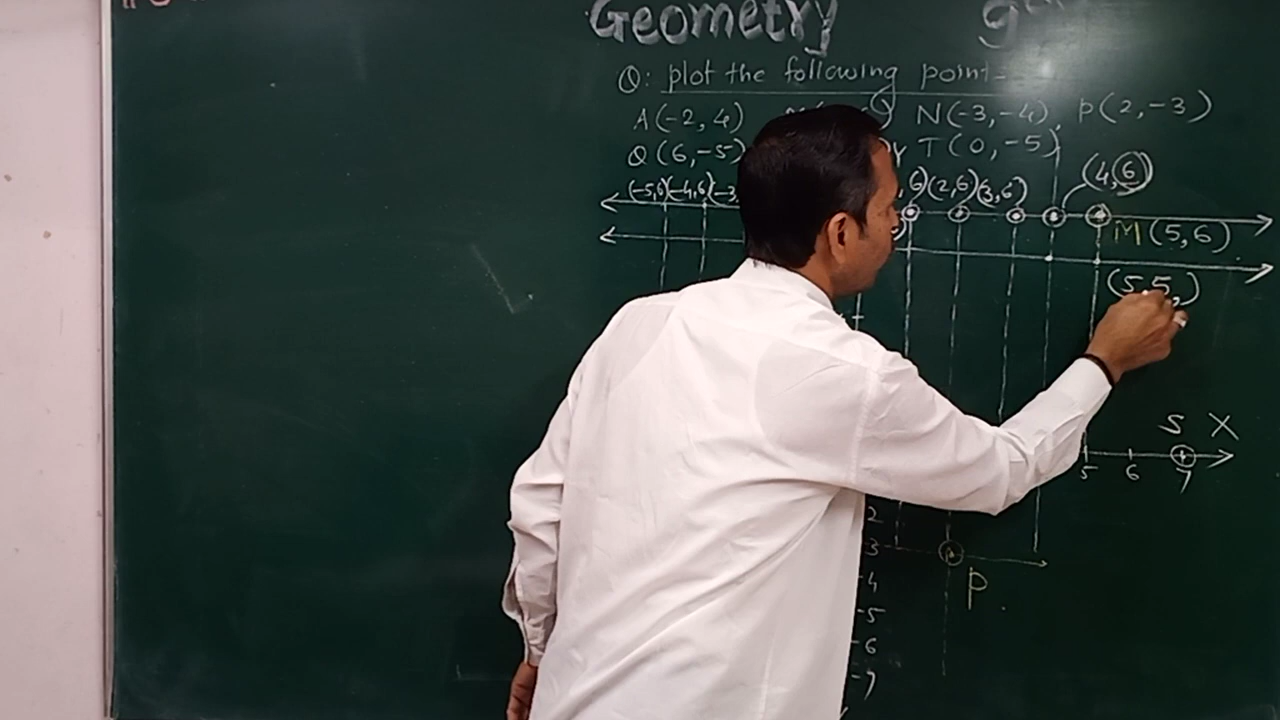 Geometry
Q: plot the following point-
A(-2, 4) N(-3,-4), P(2,-3)
Q(6,-5) T(0,-5)
(-5,6)(-4,6)(-3, 6)(2,6)(3,6) (4,6)
M(5,6)
(5,5,)
S X
5 6 7
2
3
P
-4
-5
-6
-7